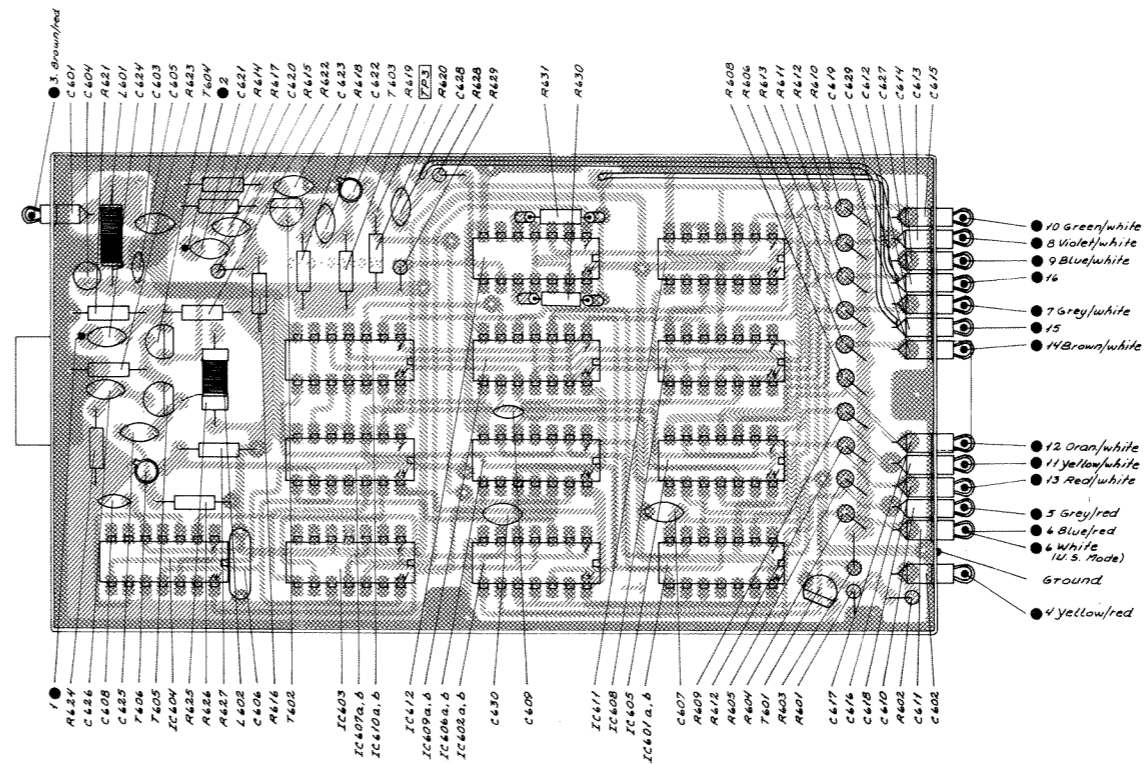 ● 3. Brown/red
C601
C604
R621
L601
C624
C603
C605
R623
T604
● 2
C621
R614
R617
C620
R615
R622
C623
R618
C622
T603
R619
TP3
R620
C628
R628
R629
R631
R630
R608
R606
R613
R611
R612
R610
C619
C629
C612
C627
C614
C613
C615
● 10 Green/white
● 8 Violet/white
● 9 Blue/white
● 16
● 7 Grey/white
● 15
● 14 Brown/white
● 12 Oran/white
● 11 Yellow/white
● 13 Red/white
● 5 Grey/red
● 6 Blue/red
● 6 White
(U.S. Mode)
Ground
● 4 Yellow/red
1 ●
R624
C626
C608
C625
T606
T605
IC604
R625
R626
R627
L602
C606
R616
T602
IC603
IC607a,b
IC610a,b
IC612
IC609a,b
IC606a,b
IC602a,b
C630
C609
IC611
IC608
IC605
IC601a,b
C607
R609
R612
R605
R604
T601
R603
R601
C617
C616
C618
C610
R602
C611
C602